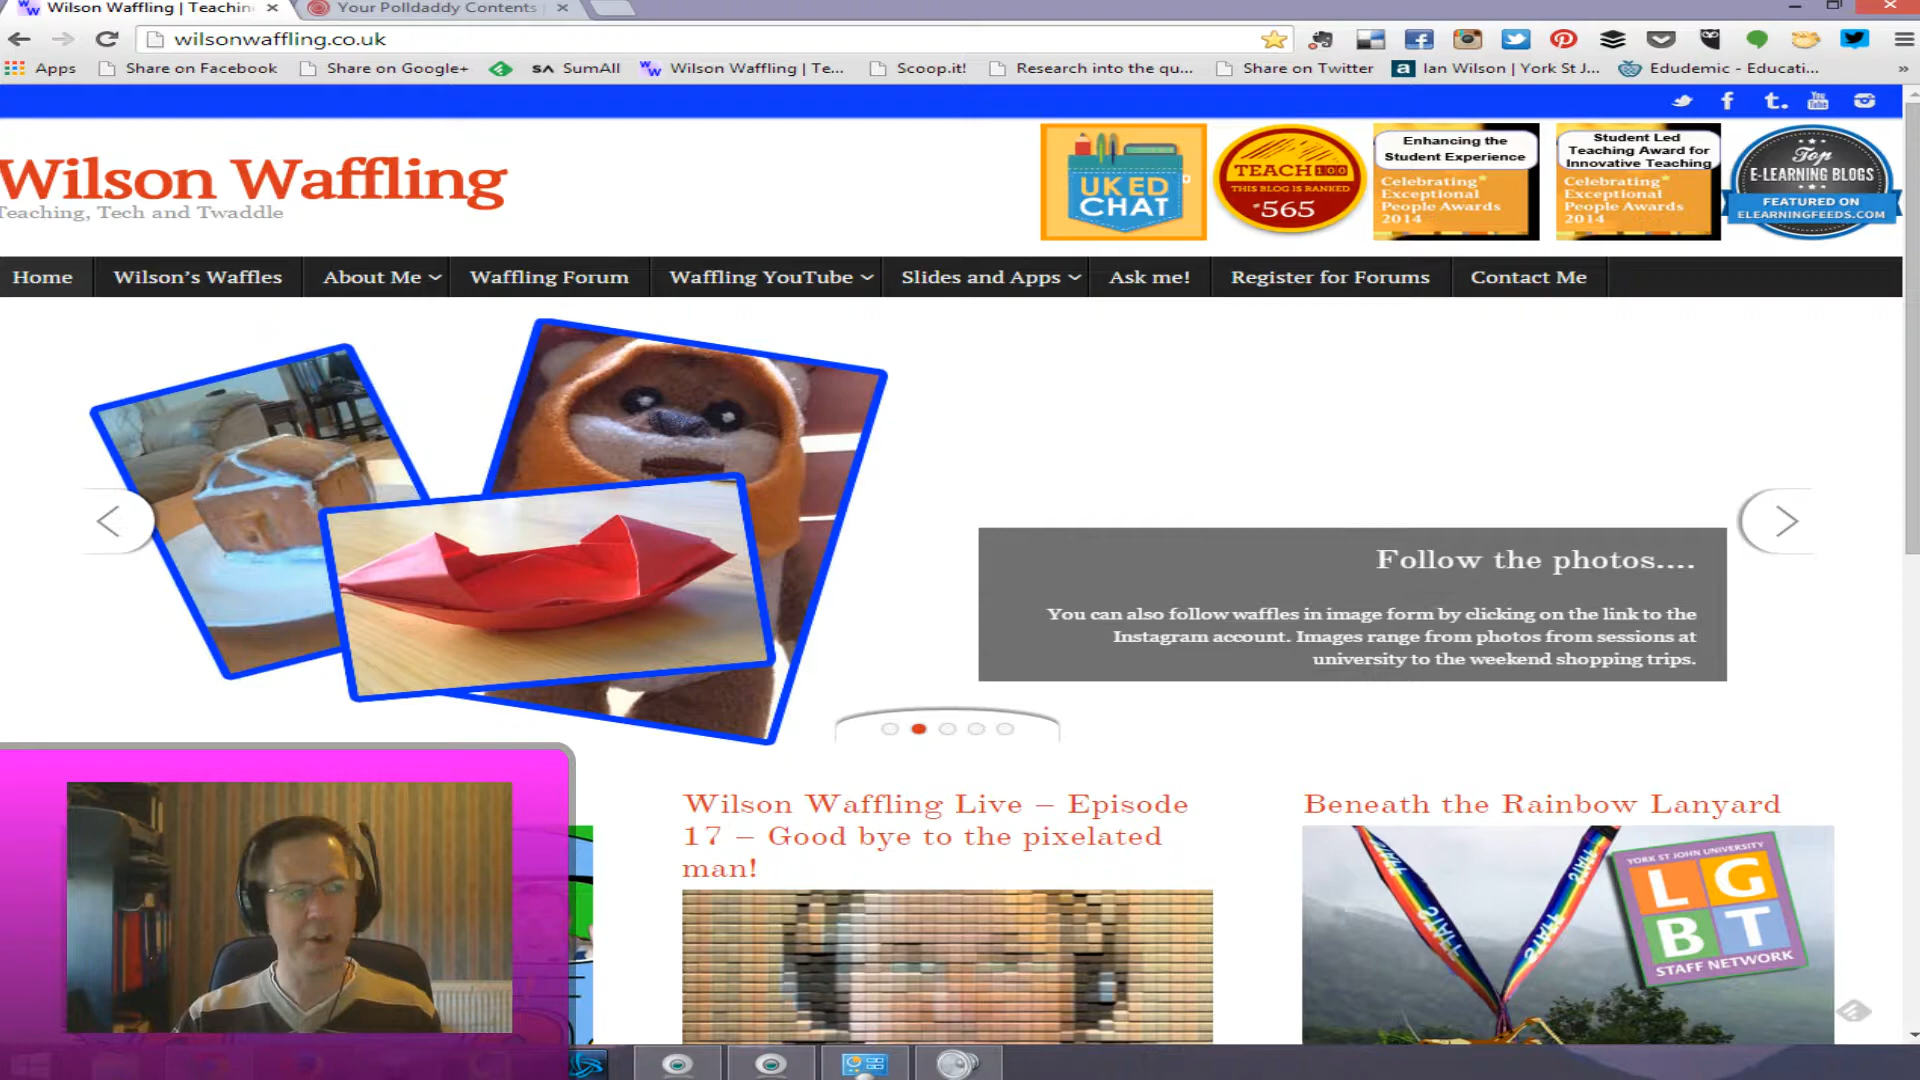 Wilson Waffling | Teachin
Your Polldaddy Contents
wilsonwaffling.co.uk
Apps
Share on Facebook
Share on Google+
SumAll
Wilson Waffling | Te...
Scoop.it!
Research into the qu...
Share on Twitter
Ian Wilson | York St J...
Edudemic - Educati...
Wilson Waffling
Teaching, Tech and Twaddle
UKED
CHAT
TEACH100
THIS BLOG IS RANKED
#565
Enhancing the
Student Experience
Celebrating*
Exceptional
People Awards
2014
Student Led
Teaching Award for
Innovative Teaching
Celebrating*
Exceptional
People Awards
2014
Top
E-LEARNING BLOGS
FEATURED ON
ELEARNINGFEEDS.COM
Home
Wilson's Waffles
About Me
Waffling Forum
Waffling YouTube
Slides and Apps
Ask me!
Register for Forums
Contact Me
Follow the photos....
You can also follow waffles in image form by clicking on the link to the
Instagram account. Images range from photos from sessions at
university to the weekend shopping trips.
Wilson Waffling Live – Episode
17 – Good bye to the pixelated
man!
Beneath the Rainbow Lanyard
YORK ST JOHN UNIVERSITY
L G
B T
STAFF NETWORK